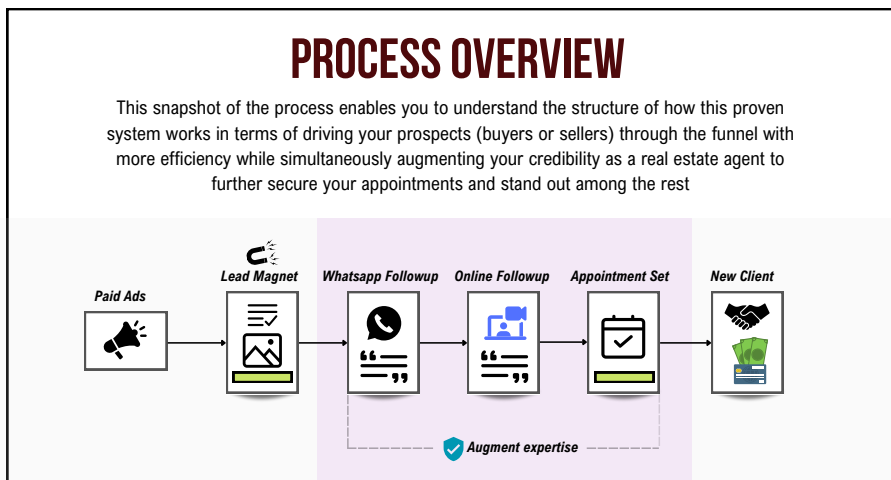 PROCESS OVERVIEW
This snapshot of the process enables you to understand the structure of how this proven
system works in terms of driving your prospects (buyers or sellers) through the funnel with
more efficiency while simultaneously augmenting your credibility as a real estate agent to
further secure your appointments and stand out among the rest
Paid Ads
Lead Magnet
Whatsapp Followup
Online Followup
Appointment Set
New Client
Augment expertise